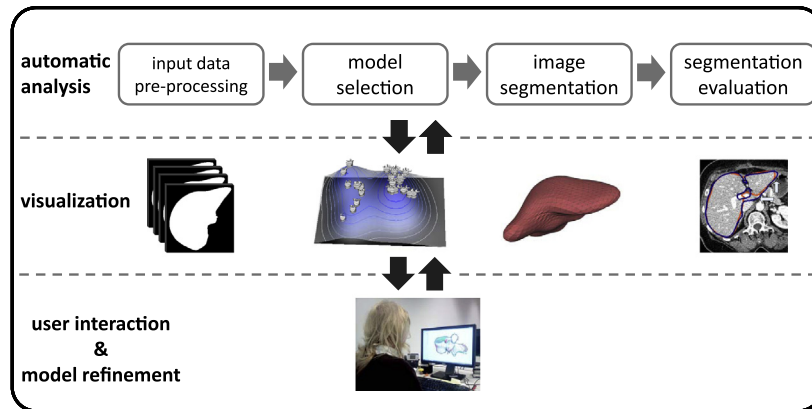 automatic
analysis
input data
pre-processing
model
selection
image
segmentation
segmentation
evaluation
visualization
user interaction
&
model refinement